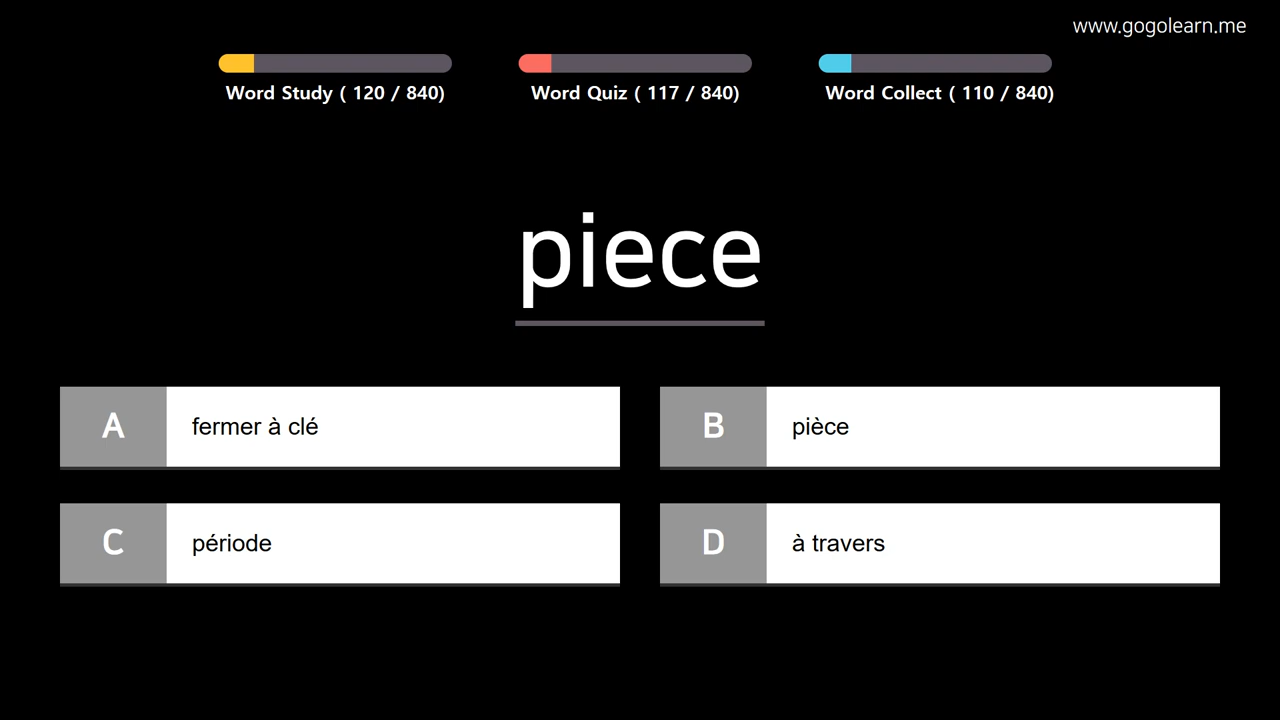 www.gogolearn.me
Word Study ( 120 / 840)
Word Quiz ( 117 / 840)
Word Collect ( 110 / 840)
piece
A fermer à clé
B pièce
C période
D à travers